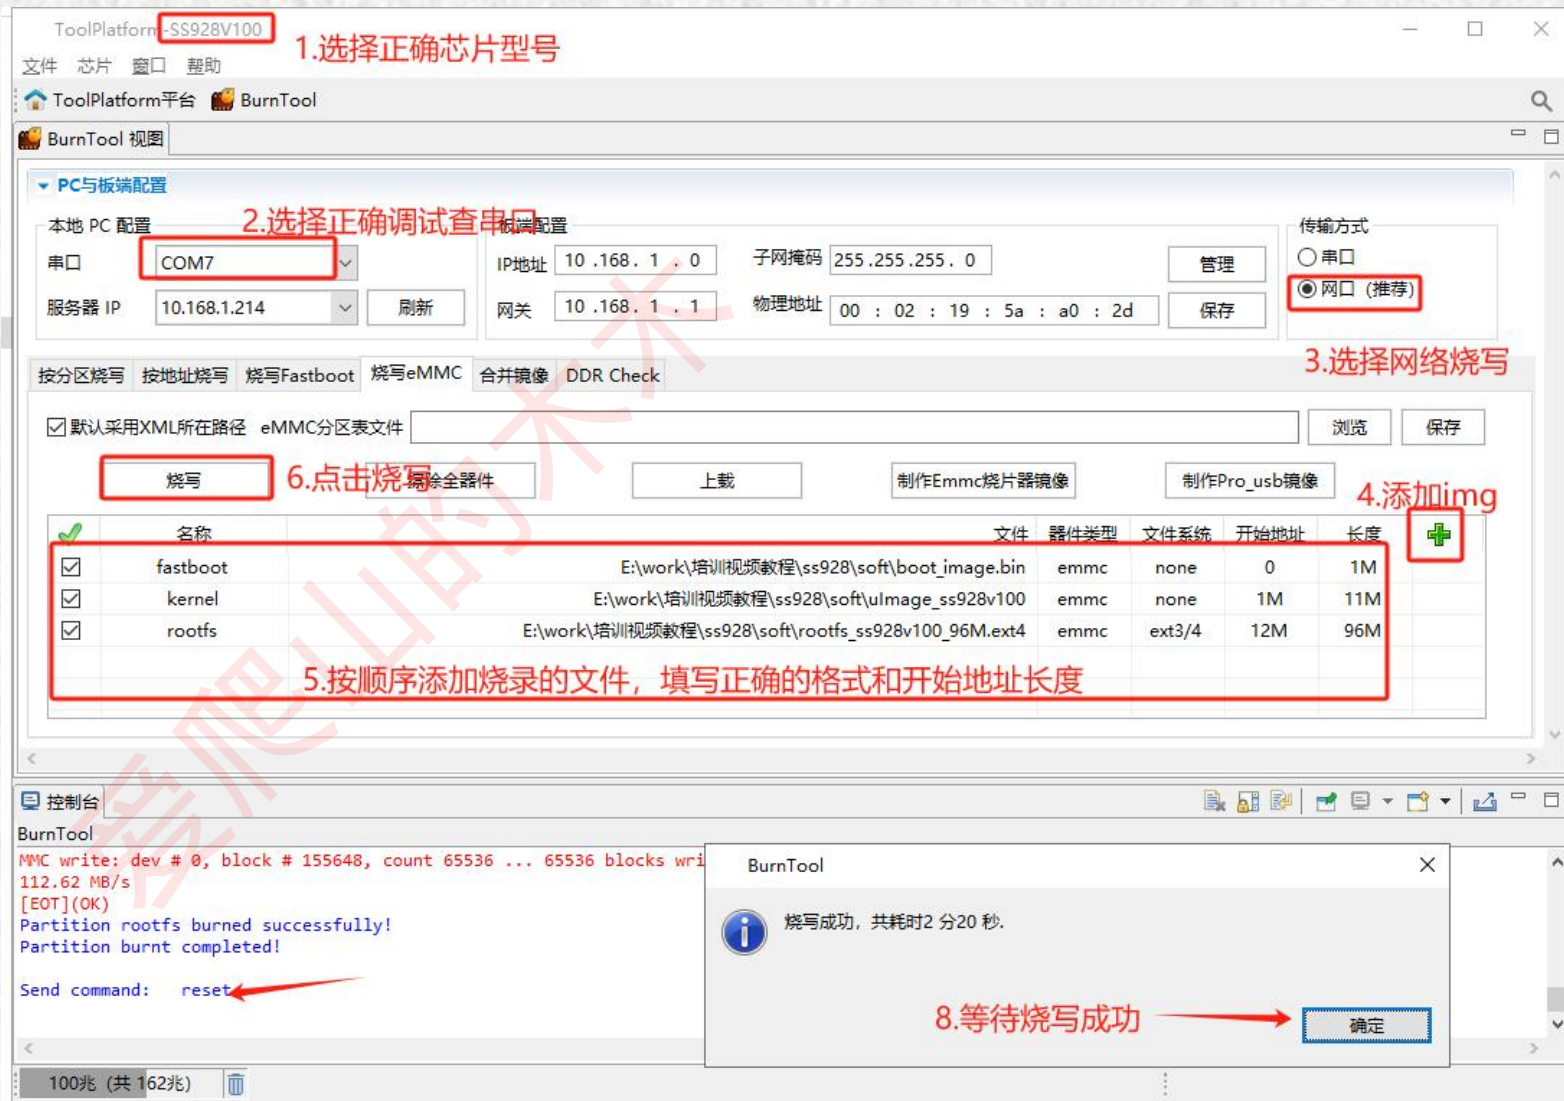 ToolPlatform-SS928V100
1.选择正确芯片型号
文件 芯片 窗口 帮助
ToolPlatform平台 BurnTool
BurnTool 视图
PC与板端配置
本地 PC 配置
2.选择正确调试查串口
板端配置
传输方式
串口 COM7
IP地址 10 .168. 1 . 0
子网掩码 255.255.255. 0
管理
串口
服务器 IP 10.168.1.214 刷新
网关 10 .168. 1 . 1
物理地址 00 : 02 : 19 : 5a : a0 : 2d
保存
网口（推荐）
3.选择网络烧写
按分区烧写 按地址烧写 烧写Fastboot 烧写eMMC 合并镜像 DDR Check
默认采用XML所在路径 eMMC分区表文件 浏览 保存
烧写 6.点击烧写 擦除全器件 上载 制作Emmc烧片器镜像 制作Pro_usb镜像
4.添加img
名称 文件 器件类型 文件系统 开始地址 长度
fastboot E:\work\培训视频教程\ss928\soft\boot_image.bin emmc none 0 1M
kernel E:\work\培训视频教程\ss928\soft\uImage_ss928v100 emmc none 1M 11M
rootfs E:\work\培训视频教程\ss928\soft\rootfs_ss928v100_96M.ext4 emmc ext3/4 12M 96M
5.按顺序添加烧录的文件，填写正确的格式和开始地址长度
爱爬山的木木
控制台
BurnTool
MMC write: dev # 0, block # 155648, count 65536 ... 65536 blocks wri
112.62 MB/s
[EOT](OK)
Partition rootfs burned successfully!
Partition burnt completed!
Send command: reset
BurnTool
烧写成功，共耗时2 分20 秒.
8.等待烧写成功
确定
100兆（共 162兆）